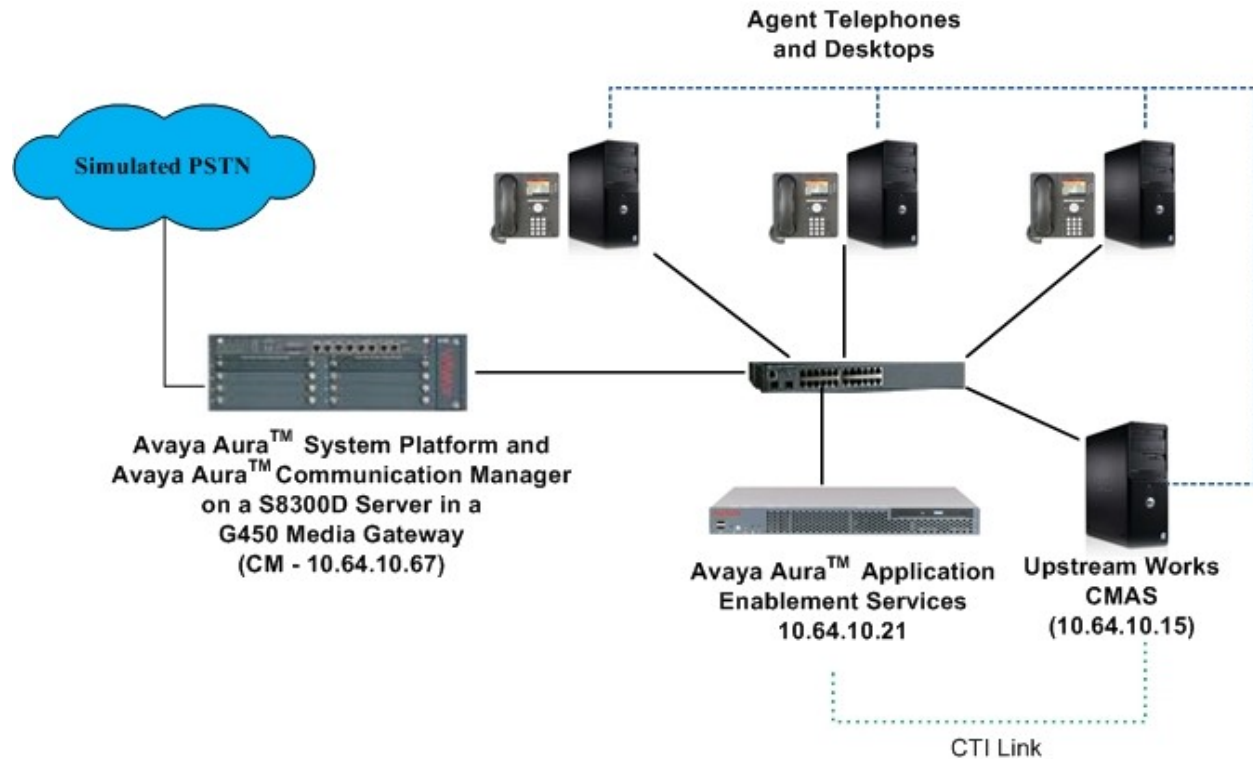 Agent Telephones
and Desktops
Simulated PSTN
Avaya Aura™ System Platform and
Avaya Aura™ Communication Manager
on a S8300D Server in a
G450 Media Gateway
(CM - 10.64.10.67)
Avaya Aura™ Application
Enablement Services
10.64.10.21
Upstream Works
CMAS
(10.64.10.15)
CTI Link